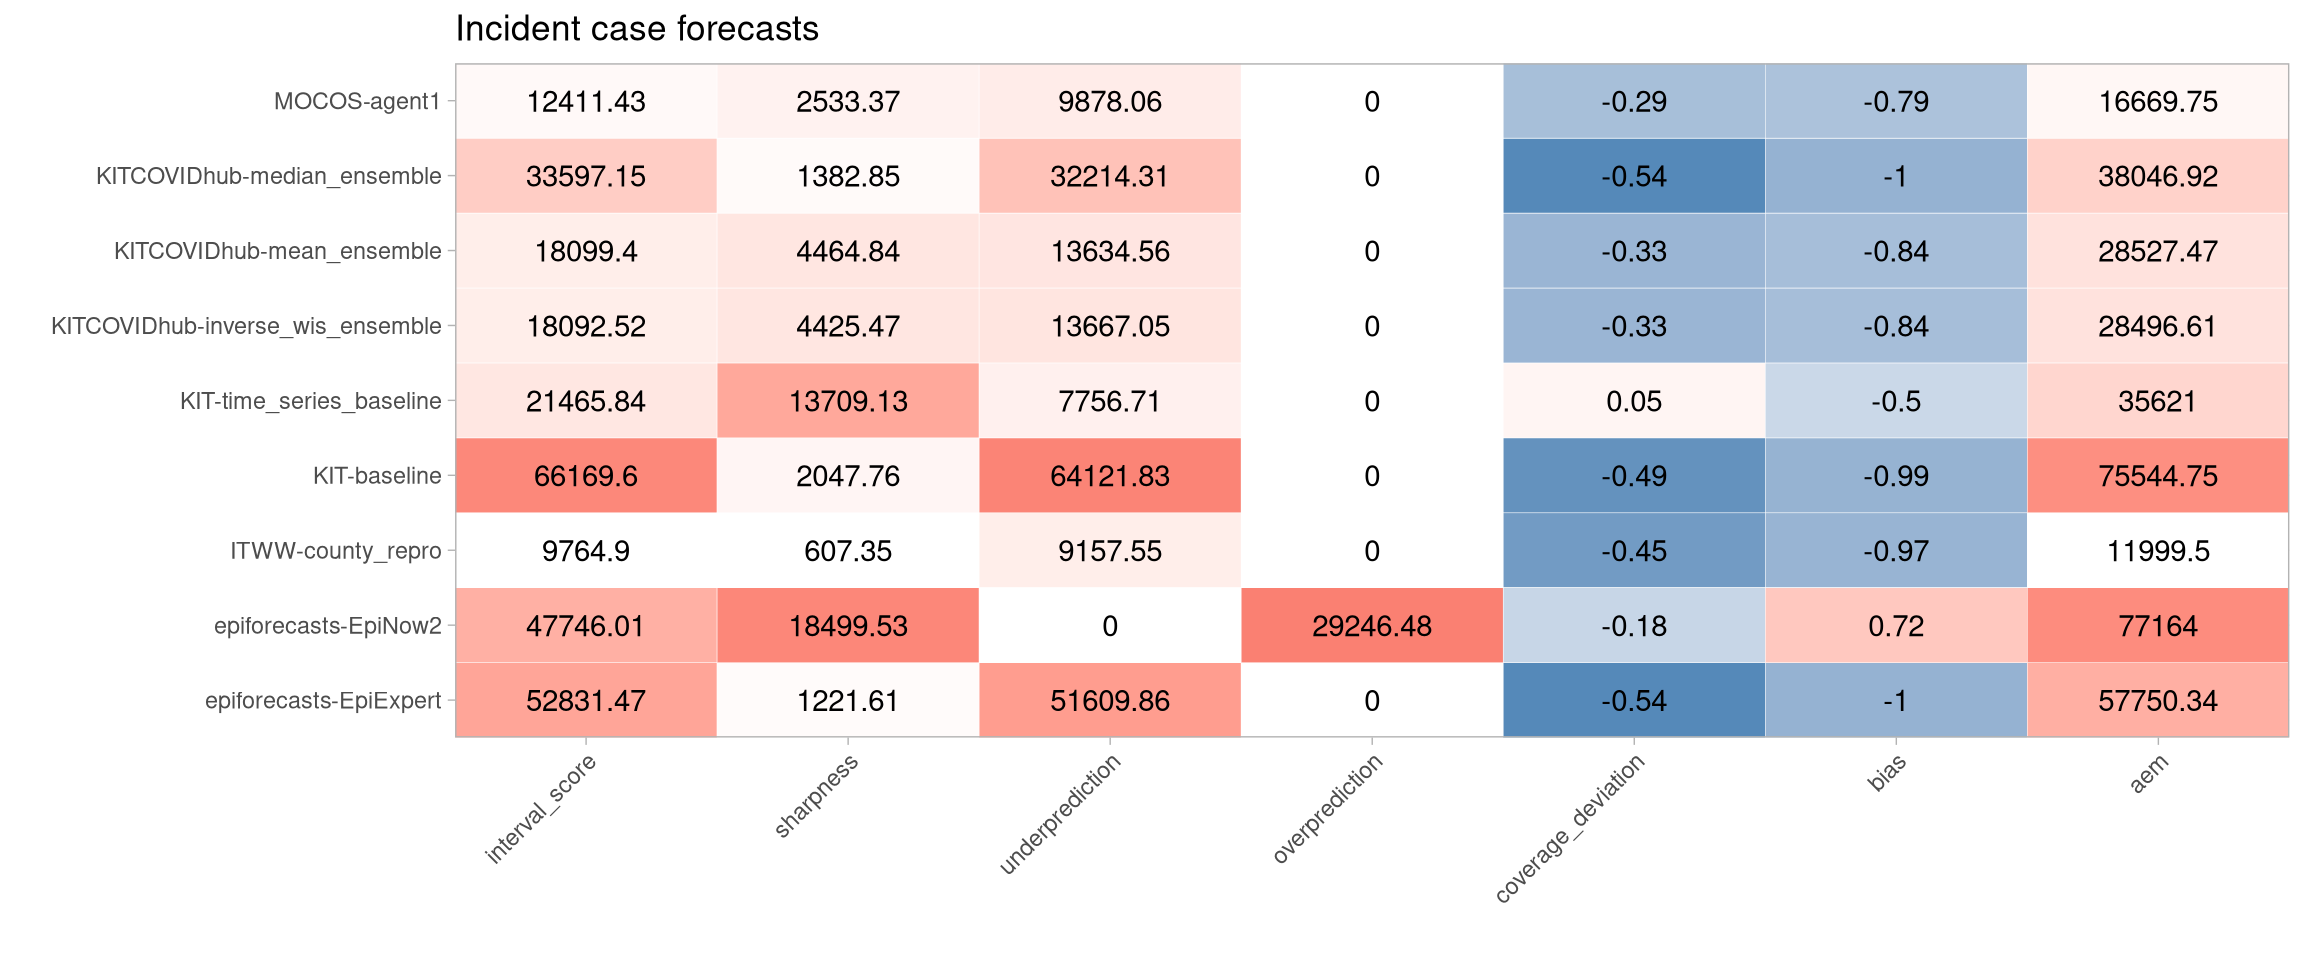 Incident case forecasts
MOCOS-agent1 12411.43 2533.37 9878.06 0 -0.29 -0.79 16669.75
KITCOVIDhub-median_ensemble 33597.15 1382.85 32214.31 0 -0.54 -1 38046.92
KITCOVIDhub-mean_ensemble 18099.4 4464.84 13634.56 0 -0.33 -0.84 28527.47
KITCOVIDhub-inverse_wis_ensemble 18092.52 4425.47 13667.05 0 -0.33 -0.84 28496.61
KIT-time_series_baseline 21465.84 13709.13 7756.71 0 0.05 -0.5 35621
KIT-baseline 66169.6 2047.76 64121.83 0 -0.49 -0.99 75544.75
ITWW-county_repro 9764.9 607.35 9157.55 0 -0.45 -0.97 11999.5
epiforecasts-EpiNow2 47746.01 18499.53 0 29246.48 -0.18 0.72 77164
epiforecasts-EpiExpert 52831.47 1221.61 51609.86 0 -0.54 -1 57750.34
interval_score sharpness underprediction overprediction coverage_deviation bias aem